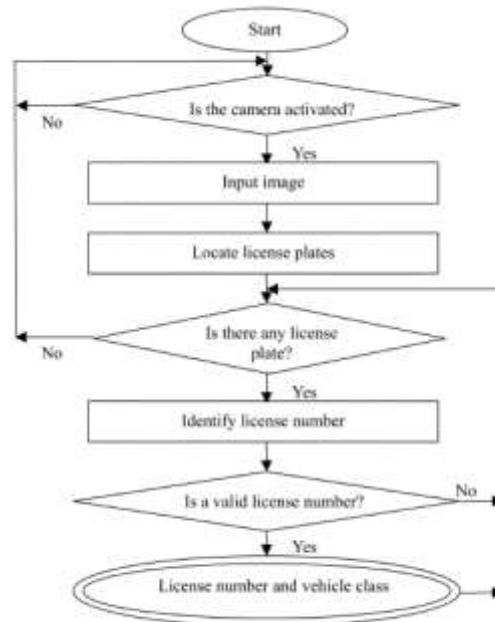 Start
Is the camera activated?
No
Yes
Input image
Locate license plates
Is there any license
plate?
No
Yes
Identify license number
Is a valid license number?
No
Yes
License number and vehicle class